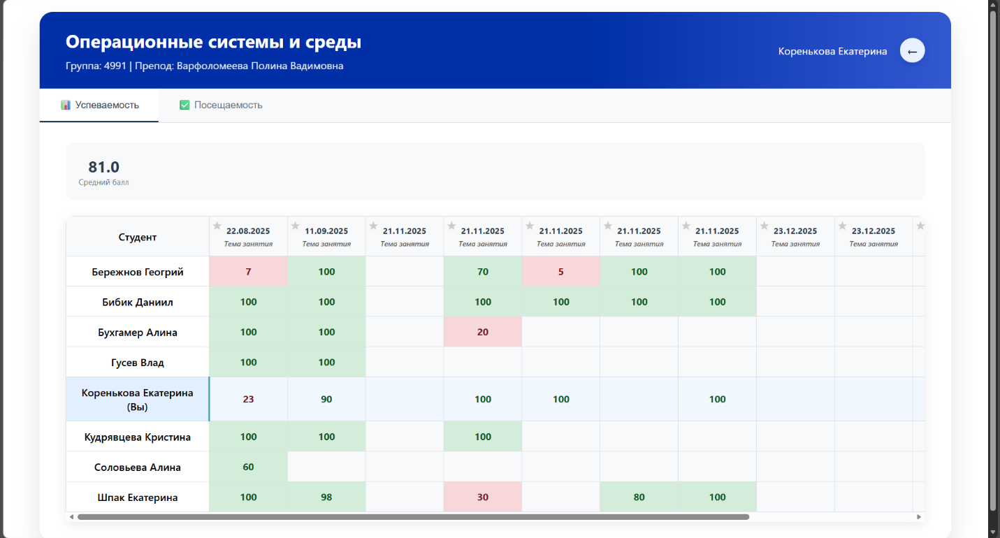 Операционные системы и среды
Группа: 4991 | Препод: Варфоломеева Полина Вадимовна
Коренькова Екатерина
←
Успеваемость
Посещаемость
81.0
Средний балл
Студент
22.08.2025 11.09.2025 21.11.2025 21.11.2025 21.11.2025 21.11.2025 21.11.2025 23.12.2025 23.12.2025
Тема занятия Тема занятия Тема занятия Тема занятия Тема занятия Тема занятия Тема занятия Тема занятия Тема занятия
Бережнов Геогрий 7 100 70 5 100 100
Бибик Даниил 100 100 100 100 100 100
Бухгамер Алина 100 100 20
Гусев Влад 100 100
Коренькова Екатерина
(Вы) 23 90 100 100 100
Кудрявцева Кристина 100 100 100
Соловьева Алина 60
Шпак Екатерина 100 98 30 80 100